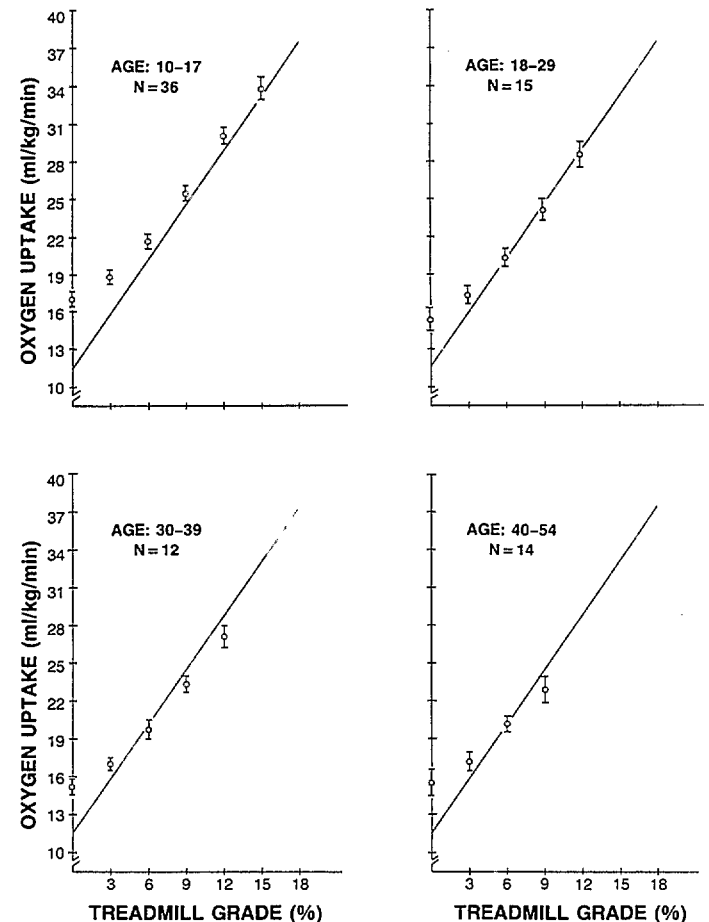 40
37
34
31
28
25
22
19
16
13
10
OXYGEN UPTAKE (ml/kg/min)
AGE: 10–17
N = 36
AGE: 18–29
N = 15
40
37
34
31
28
25
22
19
16
13
10
OXYGEN UPTAKE (ml/kg/min)
AGE: 30–39
N = 12
AGE: 40–54
N = 14
3 6 9 12 15 18
TREADMILL GRADE (%)
3 6 9 12 15 18
TREADMILL GRADE (%)